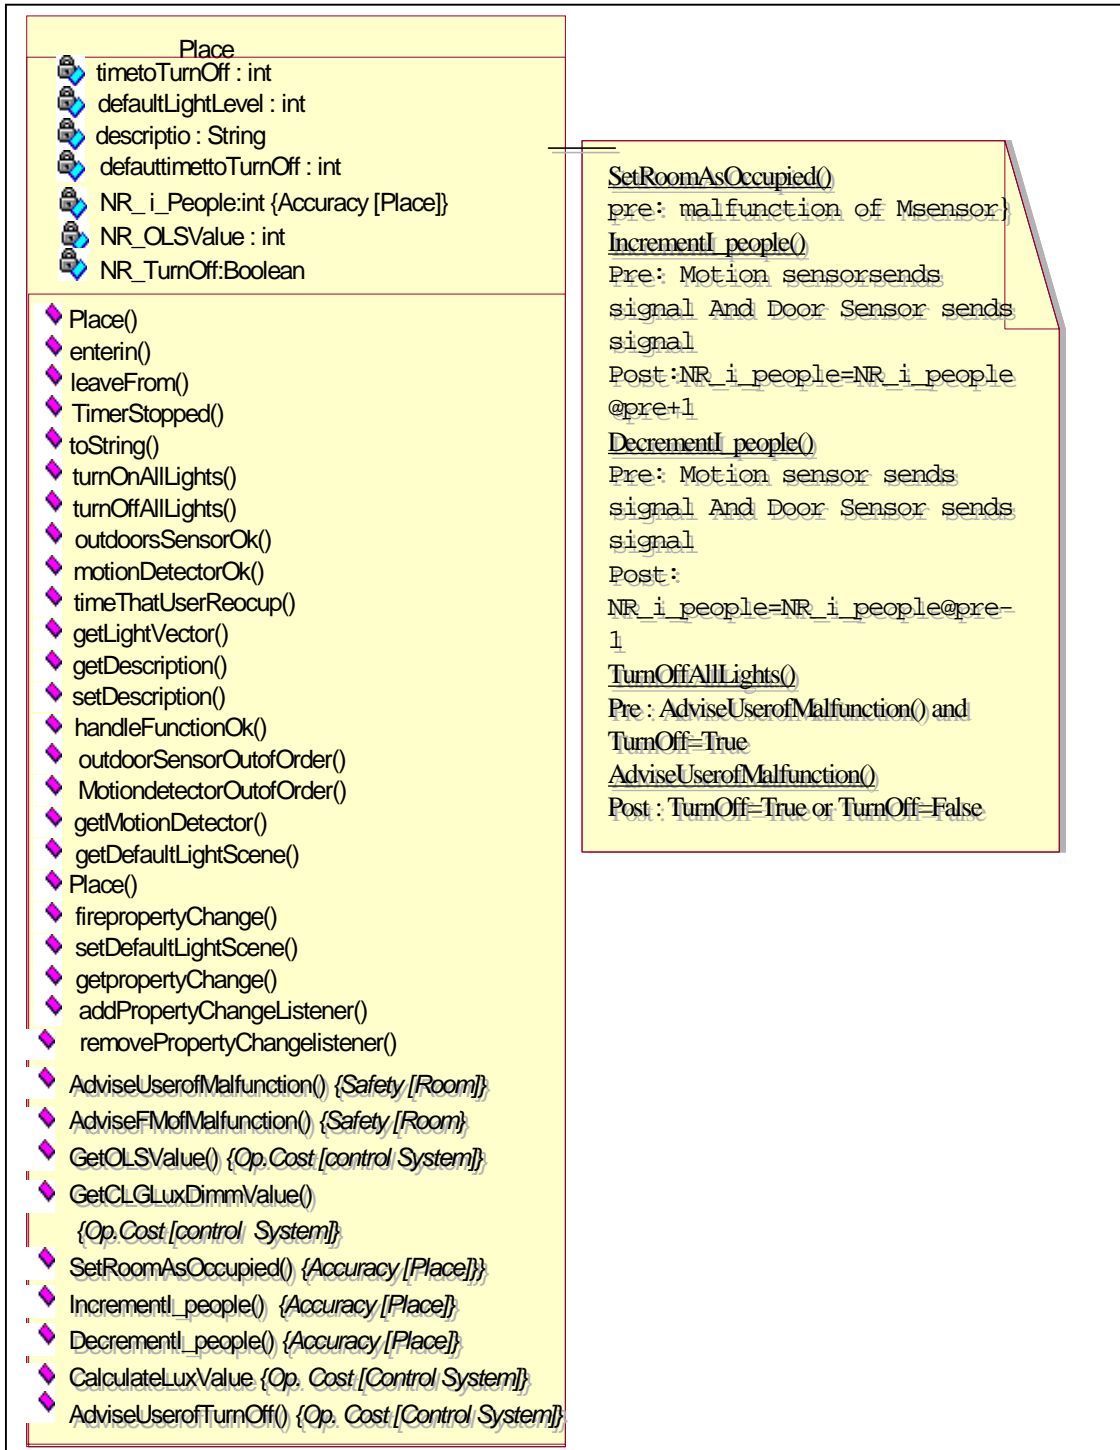 Place
timetoTurnOff : int
defaultLightLevel : int
descriptio : String
defauttimettoTurnOff : int
NR_ i_People:int {Accuracy [Place]}
NR_OLSValue : int
NR_TurnOff:Boolean
Place()
enterin()
leaveFrom()
TimerStopped()
toString()
turnOnAllLights()
turnOffAllLights()
outdoorsSensorOk()
motionDetectorOk()
timeThatUserReocup()
getLightVector()
getDescription()
setDescription()
handleFunctionOk()
outdoorSensorOutofOrder()
MotiondetectorOutofOrder()
getMotionDetector()
getDefaultLightScene()
Place()
firepropertyChange()
setDefaultLightScene()
getpropertyChange()
addPropertyChangeListener()
removePropertyChangelistener()
AdviseUserofMalfunction() {Safety [Room]}
AdviseFMofMalfunction() {Safety [Room}
GetOLSValue() {Op.Cost [control System]}
GetCLGLuxDimmValue()
{Op.Cost [control System]}
SetRoomAsOccupied() {Accuracy [Place]}}
IncrementI_people() {Accuracy [Place]}
DecrementI_people() {Accuracy [Place]}
CalculateLuxValue {Op. Cost [Control System]}
AdviseUserofTurnOff() {Op. Cost [Control System]}
SetRoomAsOccupied()
pre: malfunction of Msensor}
IncrementI_people()
Pre: Motion sensorsends
signal And Door Sensor sends
signal
Post:NR_i_people=NR_i_people
@pre+1
DecrementI_people()
Pre: Motion sensor sends
signal And Door Sensor sends
signal
Post:
NR_i_people=NR_i_people@pre-
1
TurnOffAllLights()
Pre : AdviseUserofMalfunction() and
TurnOff=True
AdviseUserofMalfunction()
Post : TurnOff=True or TurnOff=False